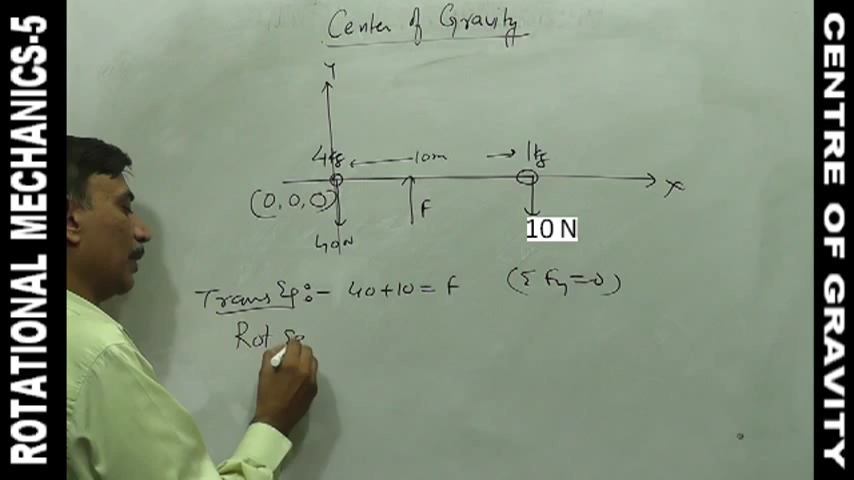 ROTATIONAL MECHANICS-5
CENTRE OF GRAVITY
Center of Gravity
Y
4kg 10m 1kg
(0,0,0) X
F
40N
10 N
Trans Eq:- 40+10=F (Σ Fy=0)
Rot Eq